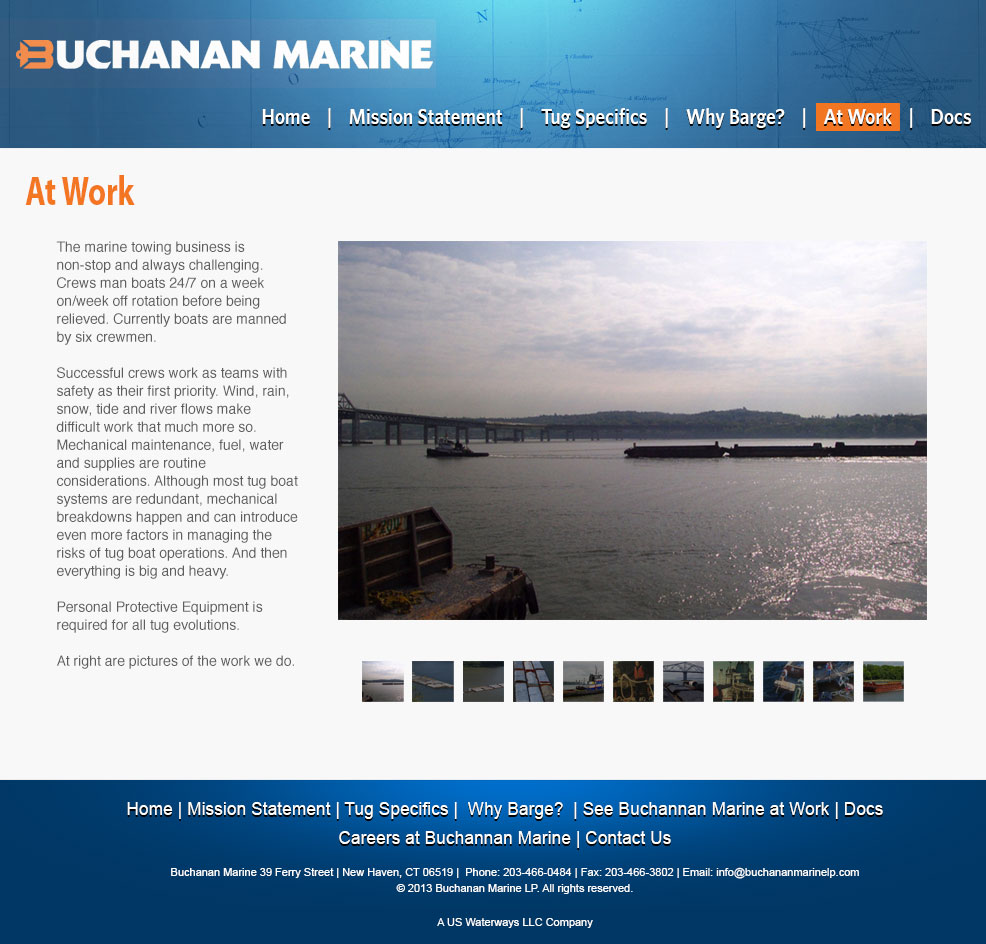 BUCHANAN MARINE
Home | Mission Statement | Tug Specifics | Why Barge? | At Work | Docs
At Work
The marine towing business is
non-stop and always challenging.
Crews man boats 24/7 on a week
on/week off rotation before being
relieved. Currently boats are manned
by six crewmen.
Successful crews work as teams with
safety as their first priority. Wind, rain,
snow, tide and river flows make
difficult work that much more so.
Mechanical maintenance, fuel, water
and supplies are routine
considerations. Although most tug boat
systems are redundant, mechanical
breakdowns happen and can introduce
even more factors in managing the
risks of tug boat operations. And then
everything is big and heavy.
Personal Protective Equipment is
required for all tug evolutions.
At right are pictures of the work we do.
Home | Mission Statement | Tug Specifics | Why Barge? | See Buchannan Marine at Work | Docs
Careers at Buchannan Marine | Contact Us
Buchanan Marine 39 Ferry Street | New Haven, CT 06519 | Phone: 203-466-0484 | Fax: 203-466-3802 | Email: info@buchananmarinelp.com
© 2013 Buchanan Marine LP. All rights reserved.
A US Waterways LLC Company